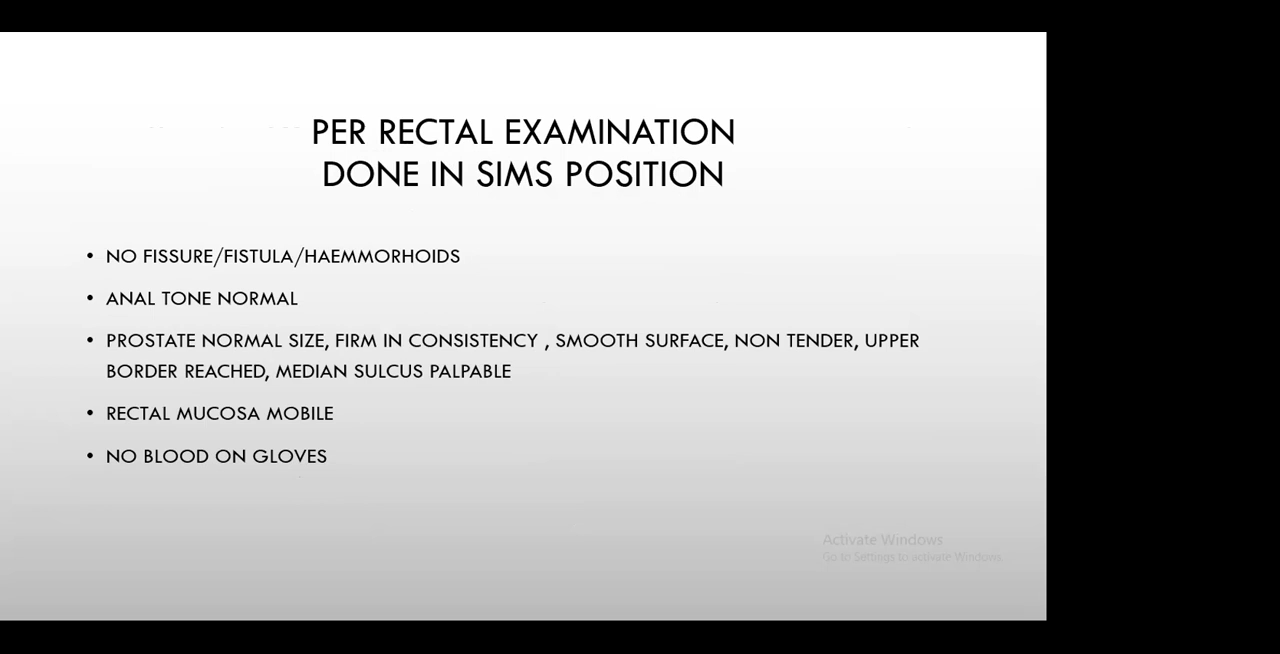 PER RECTAL EXAMINATION
DONE IN SIMS POSITION
• NO FISSURE/FISTULA/HAEMMORHOIDS
• ANAL TONE NORMAL
• PROSTATE NORMAL SIZE, FIRM IN CONSISTENCY , SMOOTH SURFACE, NON TENDER, UPPER
BORDER REACHED, MEDIAN SULCUS PALPABLE
• RECTAL MUCOSA MOBILE
• NO BLOOD ON GLOVES
Activate Windows
Go to Settings to activate Windows